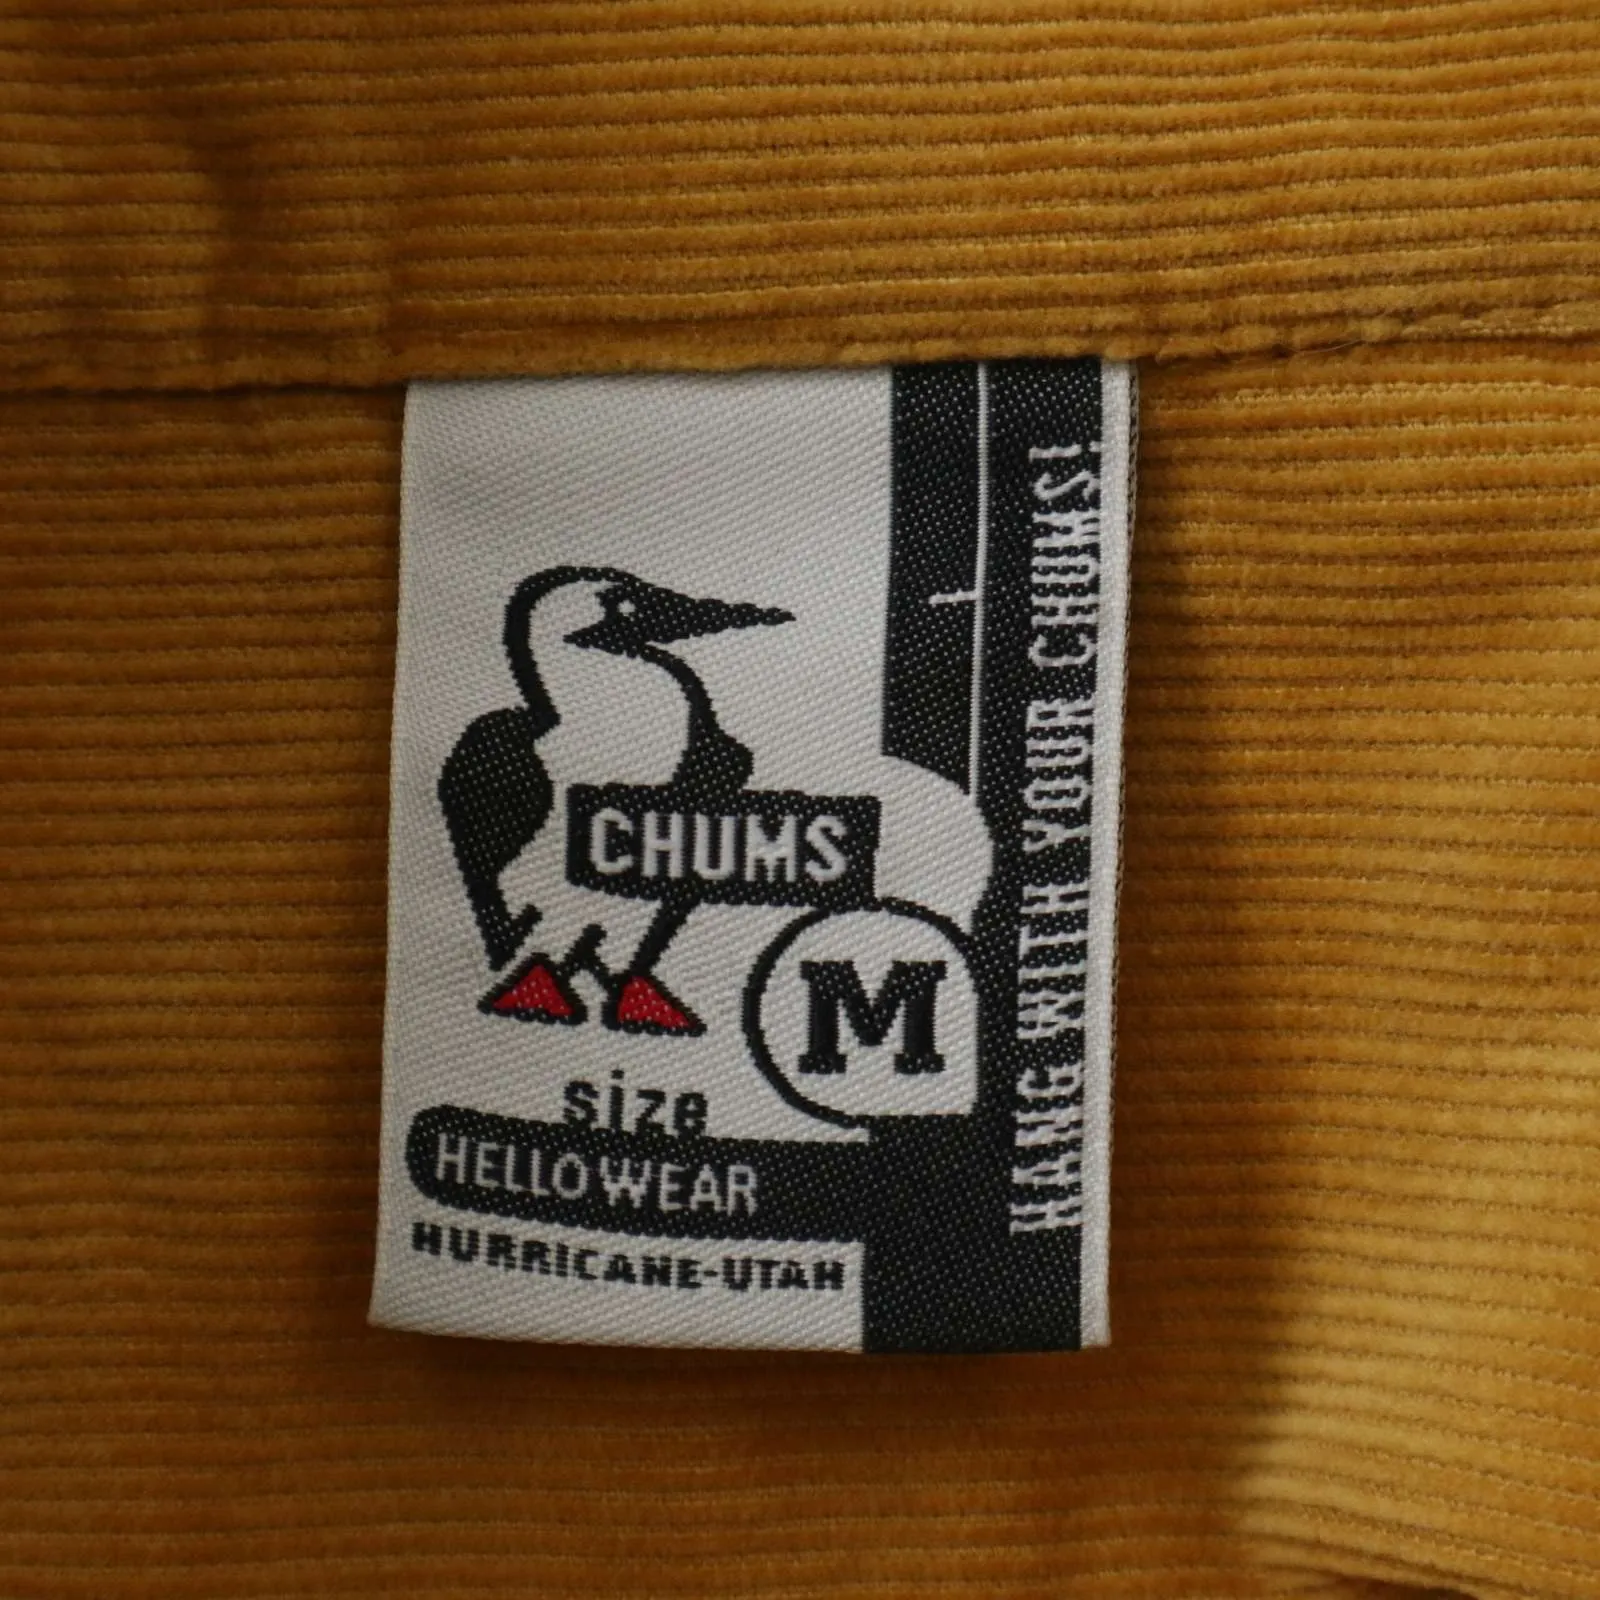 CHUMS
M
size
HELLO WEAR
HURRICANE-UTAH
HANG WITH YOUR CHUMS!